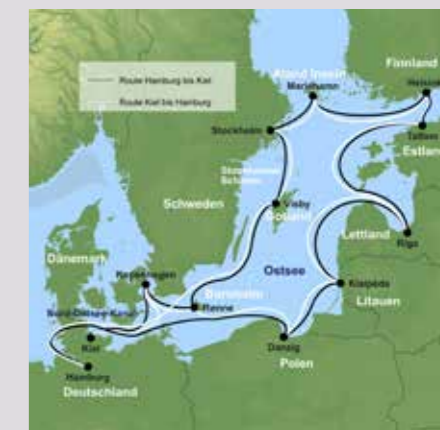 Route Hamburg bis Kiel
Route Kiel bis Hamburg
Finnland
Åland Inseln
Mariehamn
Helsinki
Stockholm
Tallinn
Estland
Schweden
Visby
Gotland
Lettland
Riga
Dänemark
Kopenhagen
Ostsee
Klaipeda
Bornholm
Rønne
Litauen
Nord-Ostsee-Kanal
Kiel
Danzig
Polen
Hamburg
Deutschland